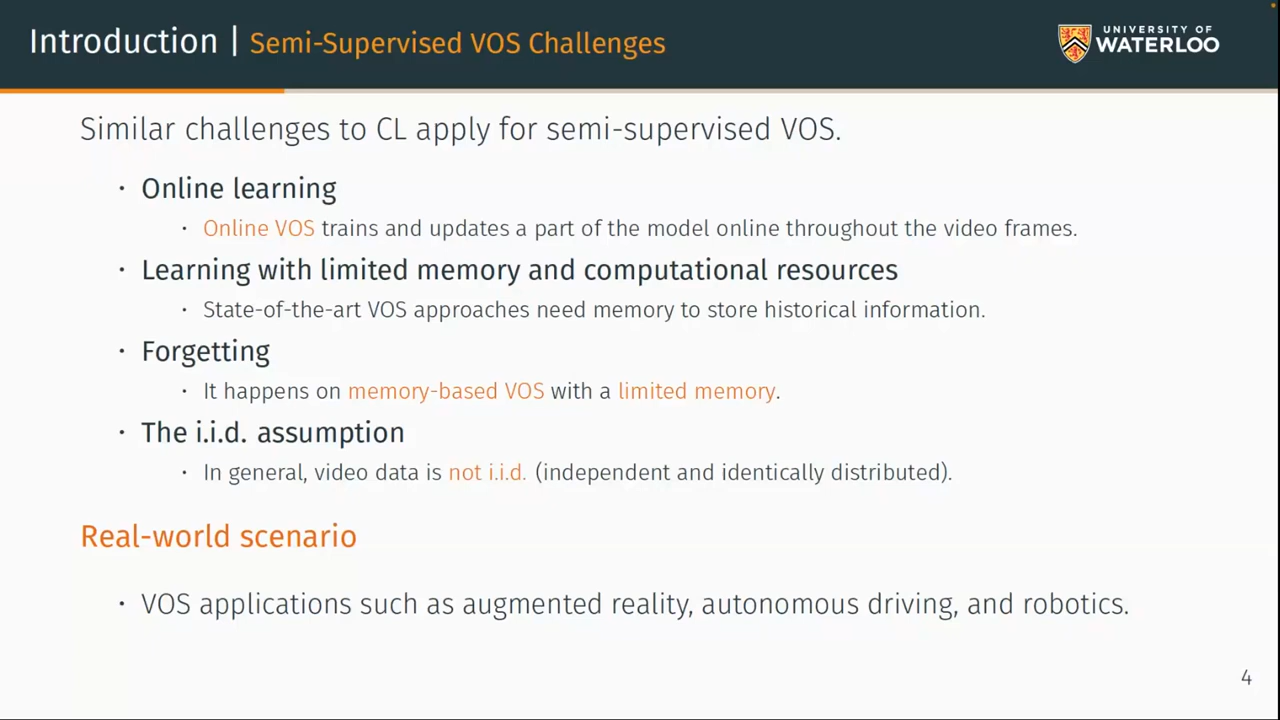 Introduction | Semi-Supervised VOS Challenges
UNIVERSITY OF
WATERLOO
Similar challenges to CL apply for semi-supervised VOS.
· Online learning
· Online VOS trains and updates a part of the model online throughout the video frames.
· Learning with limited memory and computational resources
· State-of-the-art VOS approaches need memory to store historical information.
· Forgetting
· It happens on memory-based VOS with a limited memory.
· The i.i.d. assumption
· In general, video data is not i.i.d. (independent and identically distributed).
Real-world scenario
· VOS applications such as augmented reality, autonomous driving, and robotics.
4